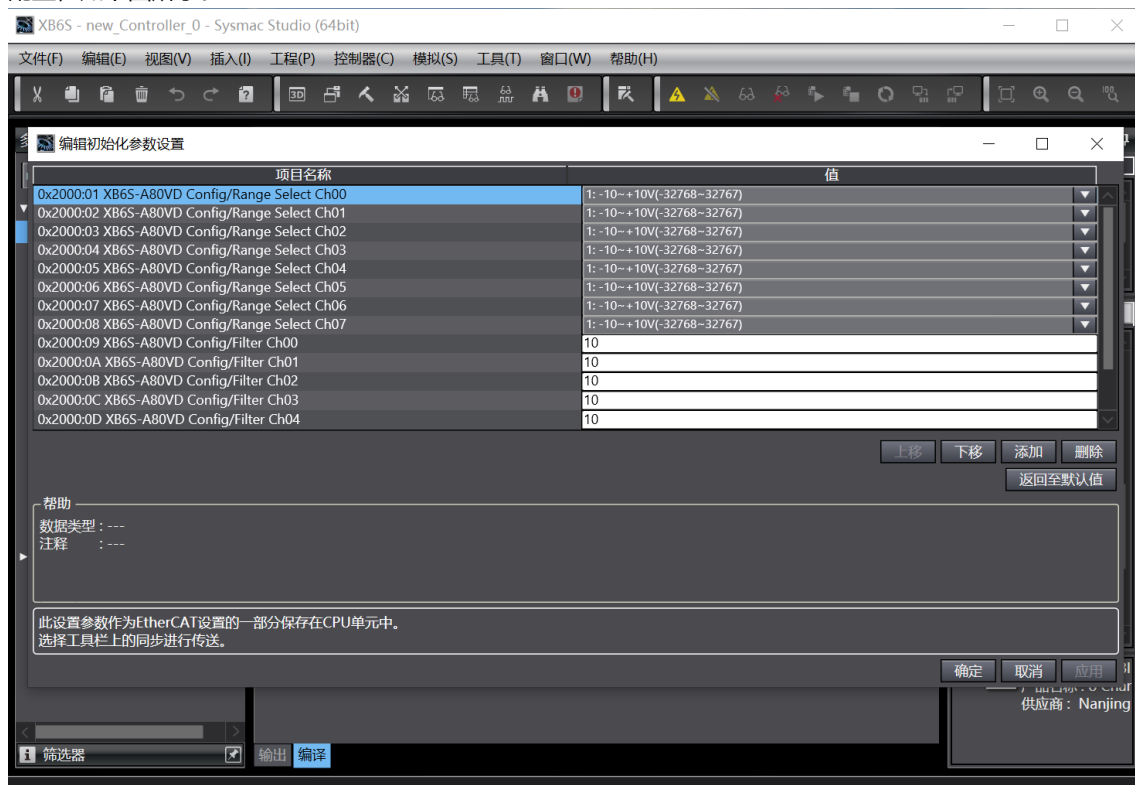 XB6S - new_Controller_0 - Sysmac Studio (64bit)
文件(F) 编辑(E) 视图(V) 插入(I) 工程(P) 控制器(C) 模拟(S) 工具(T) 窗口(W) 帮助(H)
编辑初始化参数设置
项目名称 值
0x2000:01 XB6S-A80VD Config/Range Select Ch00 1: -10~+10V(-32768~32767)
0x2000:02 XB6S-A80VD Config/Range Select Ch01 1: -10~+10V(-32768~32767)
0x2000:03 XB6S-A80VD Config/Range Select Ch02 1: -10~+10V(-32768~32767)
0x2000:04 XB6S-A80VD Config/Range Select Ch03 1: -10~+10V(-32768~32767)
0x2000:05 XB6S-A80VD Config/Range Select Ch04 1: -10~+10V(-32768~32767)
0x2000:06 XB6S-A80VD Config/Range Select Ch05 1: -10~+10V(-32768~32767)
0x2000:07 XB6S-A80VD Config/Range Select Ch06 1: -10~+10V(-32768~32767)
0x2000:08 XB6S-A80VD Config/Range Select Ch07 1: -10~+10V(-32768~32767)
0x2000:09 XB6S-A80VD Config/Filter Ch00 10
0x2000:0A XB6S-A80VD Config/Filter Ch01 10
0x2000:0B XB6S-A80VD Config/Filter Ch02 10
0x2000:0C XB6S-A80VD Config/Filter Ch03 10
0x2000:0D XB6S-A80VD Config/Filter Ch04 10
上移 下移 添加 删除
返回至默认值
帮助
数据类型 : ---
注释 : ---
此设置参数作为EtherCAT设置的一部分保存在CPU单元中。
选择工具栏上的同步进行传送。
确定 取消 应用
供应商 : Nanjing
筛选器 输出 编译